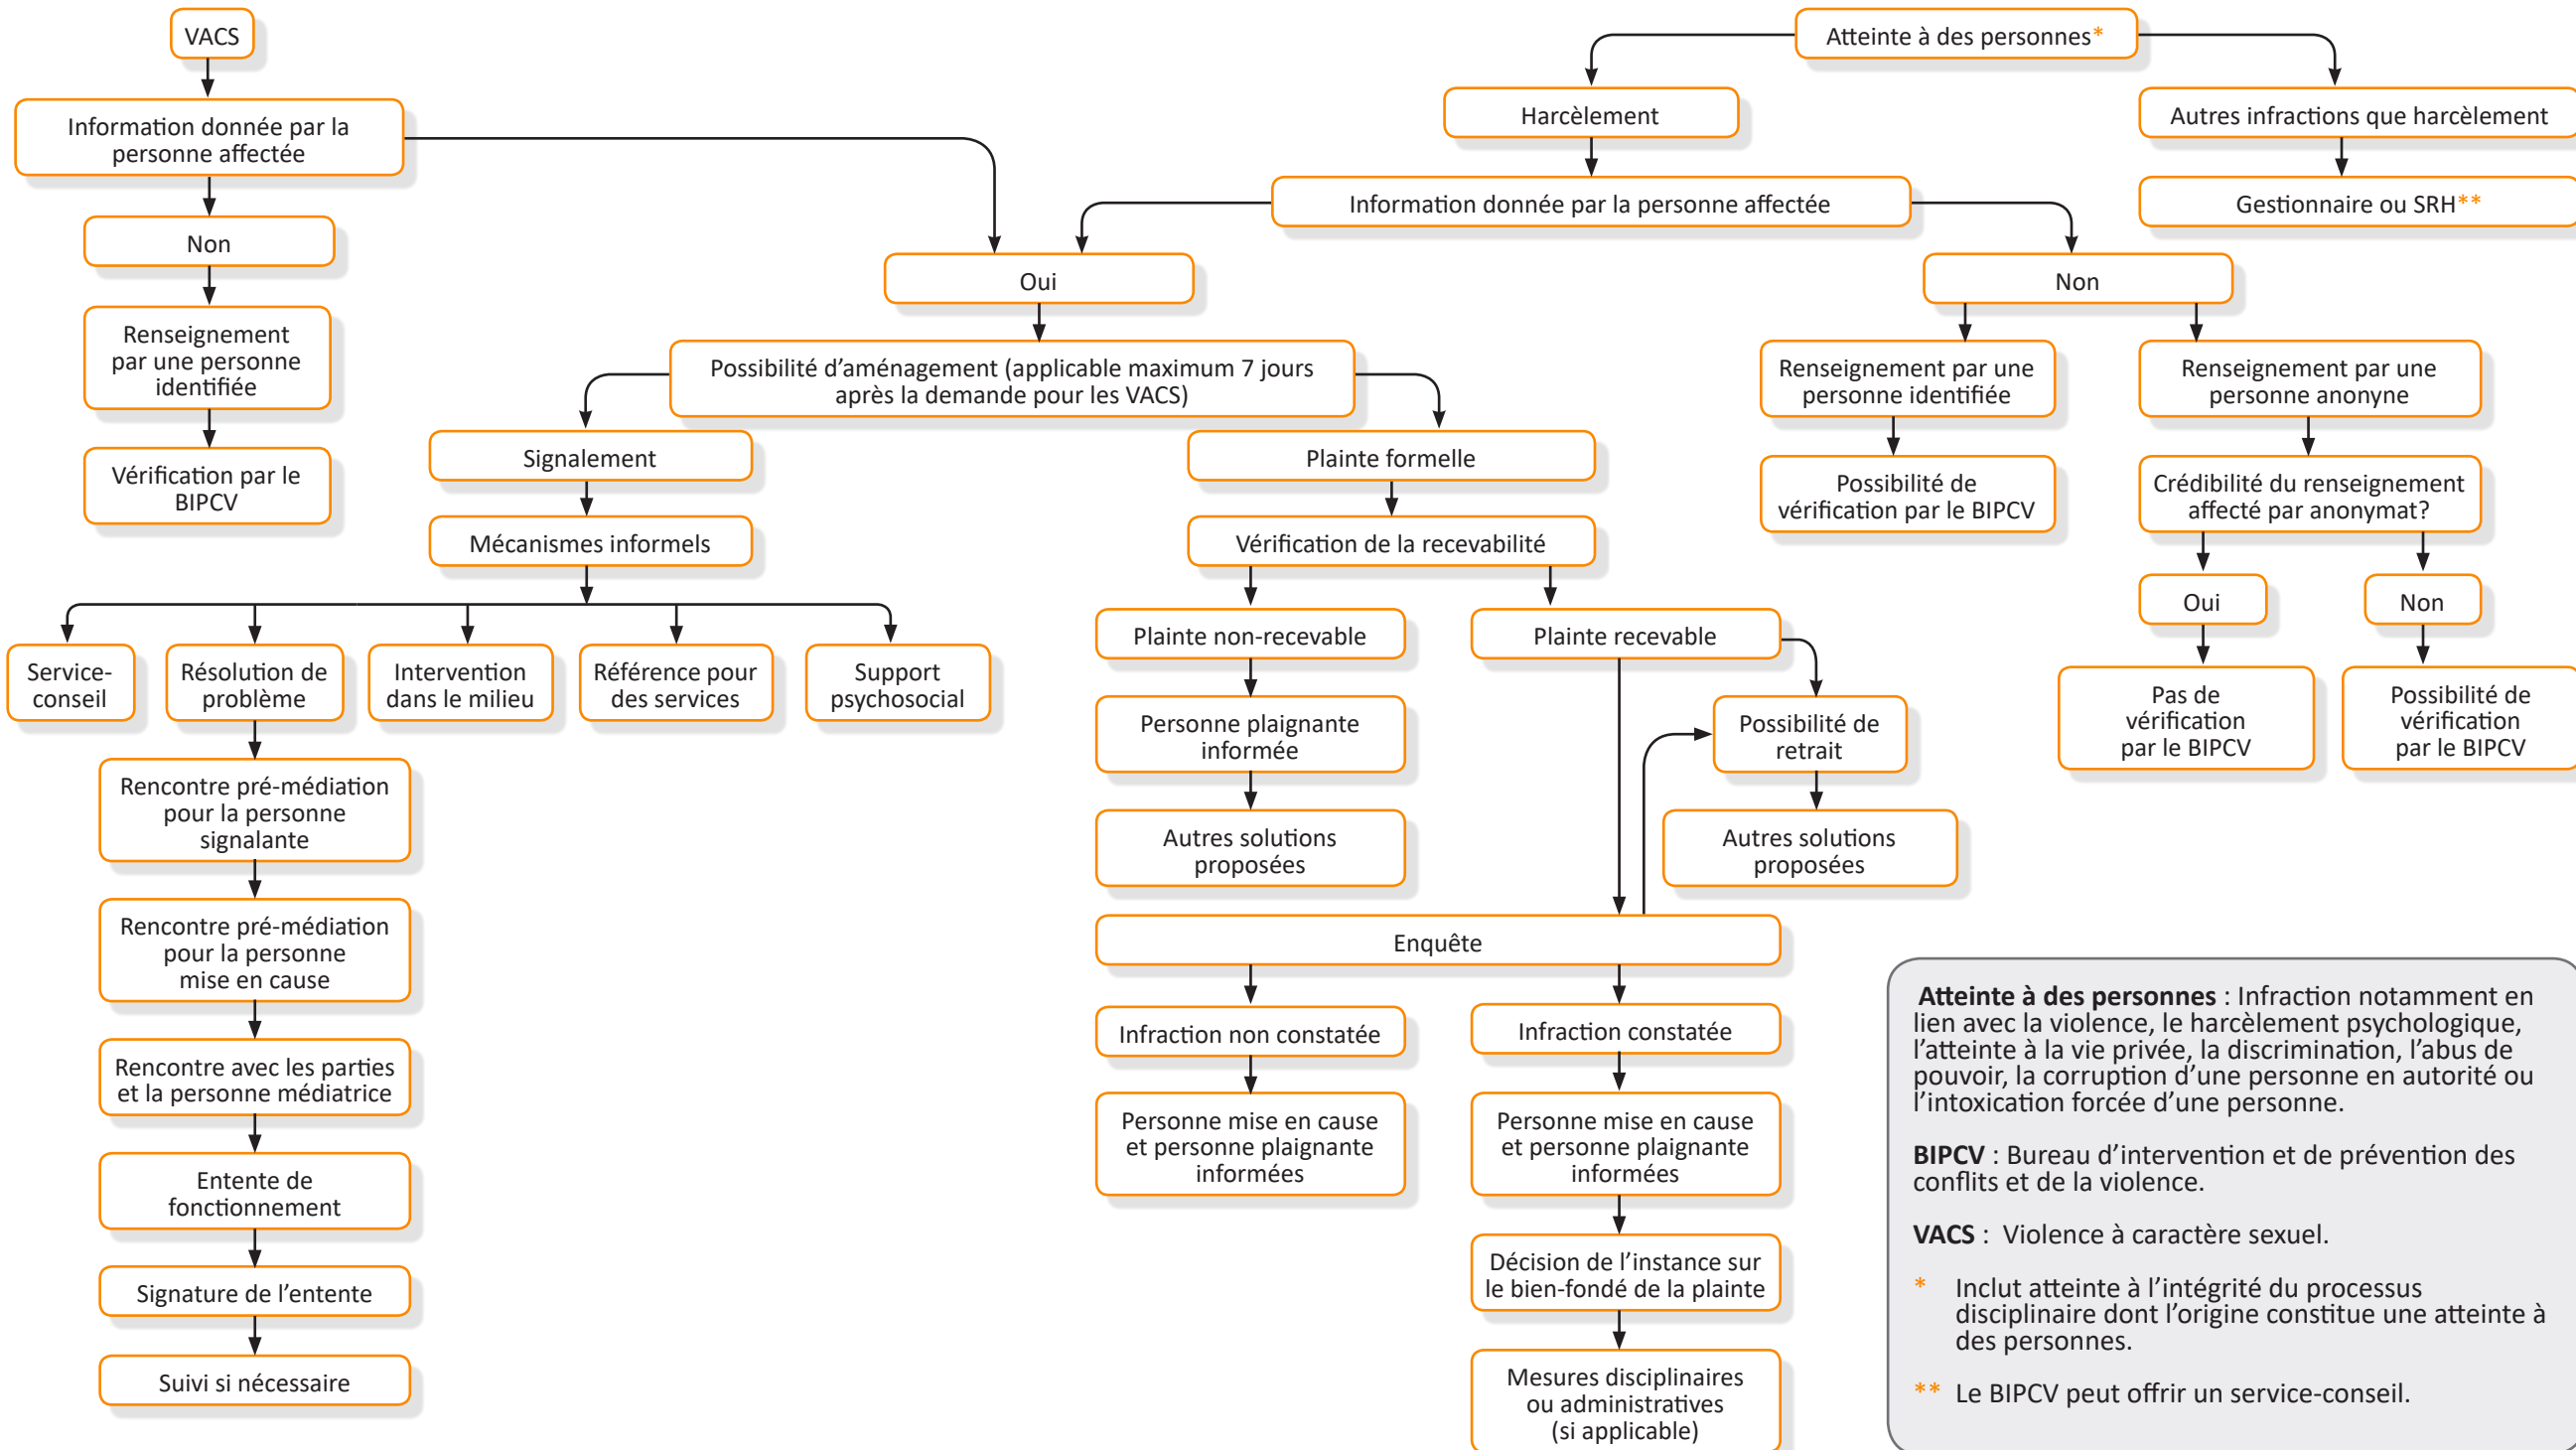 VACS
Information donnée par la
personne affectée
Non
Renseignement
par une personne
identifiée
Vérification par le
BIPCV
Atteinte à des personnes*
Harcèlement
Autres infractions que harcèlement
Information donnée par la personne affectée
Gestionnaire ou SRH**
Oui
Non
Possibilité d'aménagement (applicable maximum 7 jours
après la demande pour les VACS)
Renseignement par une
personne identifiée
Renseignement par une
personne anonyne
Signalement
Plainte formelle
Possibilité de
vérification par le BIPCV
Crédibilité du renseignement
affecté par anonymat?
Mécanismes informels
Vérification de la recevabilité
Oui
Non
Pas de
vérification
par le BIPCV
Possibilité de
vérification
par le BIPCV
Service-
conseil
Résolution de
problème
Intervention
dans le milieu
Référence pour
des services
Support
psychosocial
Plainte non-recevable
Plainte recevable
Personne plaignante
informée
Possibilité de
retrait
Autres solutions
proposées
Autres solutions
proposées
Rencontre pré-médiation
pour la personne
signalante
Rencontre pré-médiation
pour la personne
mise en cause
Rencontre avec les parties
et la personne médiatrice
Entente de
fonctionnement
Signature de l'entente
Suivi si nécessaire
Enquête
Infraction non constatée
Infraction constatée
Personne mise en cause
et personne plaignante
informées
Personne mise en cause
et personne plaignante
informées
Décision de l'instance sur
le bien-fondé de la plainte
Mesures disciplinaires
ou administratives
(si applicable)
Atteinte à des personnes : Infraction notamment en
lien avec la violence, le harcèlement psychologique,
l'atteinte à la vie privée, la discrimination, l'abus de
pouvoir, la corruption d'une personne en autorité ou
l'intoxication forcée d'une personne.
BIPCV : Bureau d'intervention et de prévention des
conflits et de la violence.
VACS : Violence à caractère sexuel.
* Inclut atteinte à l'intégrité du processus
disciplinaire dont l'origine constitue une atteinte à
des personnes.
** Le BIPCV peut offrir un service-conseil.